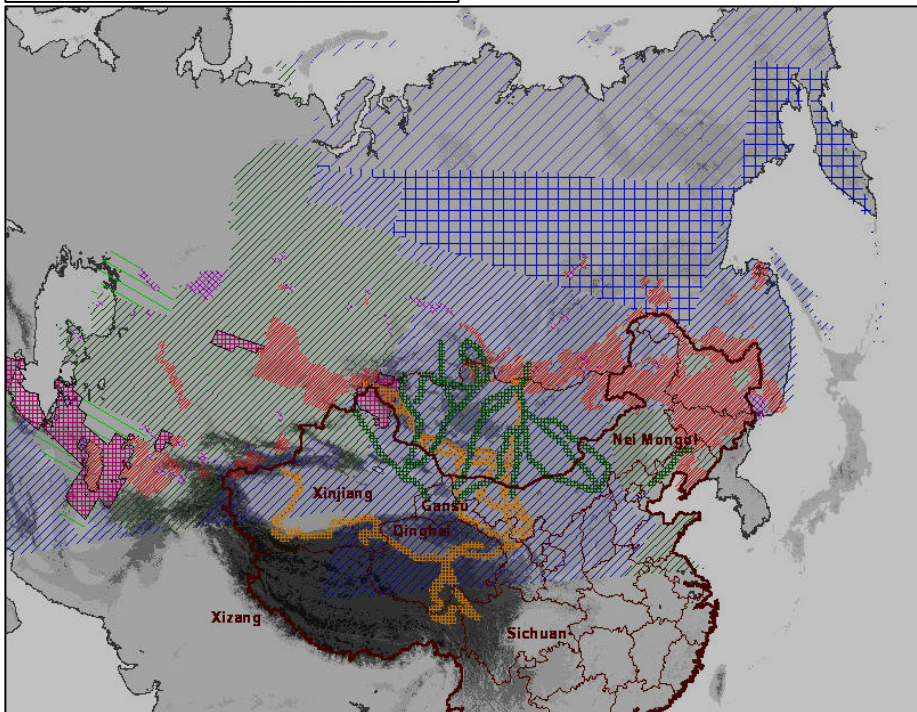 Nei Mongol
Xinjiang
Gansu
Qinghai
Xizang
Sichuan